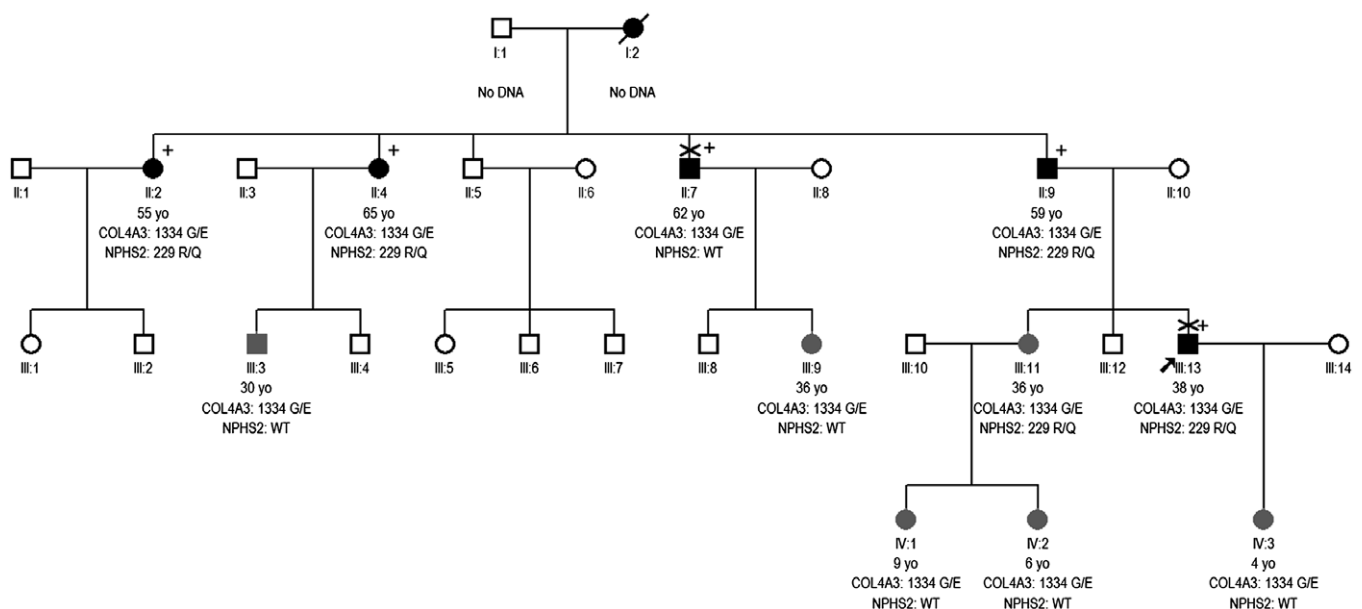 I:1 I:2
No DNA No DNA
+ + + +
II:1 II:2 II:3 II:4 II:5 II:6 II:7 II:8 II:9 II:10
55 yo 65 yo 62 yo 59 yo
COL4A3: 1334 G/E COL4A3: 1334 G/E COL4A3: 1334 G/E COL4A3: 1334 G/E
NPHS2: 229 R/Q NPHS2: 229 R/Q NPHS2: WT NPHS2: 229 R/Q
+
III:1 III:2 III:3 III:4 III:5 III:6 III:7 III:8 III:9 III:10 III:11 III:12 III:13 III:14
30 yo 36 yo 36 yo 38 yo
COL4A3: 1334 G/E COL4A3: 1334 G/E COL4A3: 1334 G/E COL4A3: 1334 G/E
NPHS2: WT NPHS2: WT NPHS2: 229 R/Q NPHS2: 229 R/Q
IV:1 IV:2 IV:3
9 yo 6 yo 4 yo
COL4A3: 1334 G/E COL4A3: 1334 G/E COL4A3: 1334 G/E
NPHS2: WT NPHS2: WT NPHS2: WT